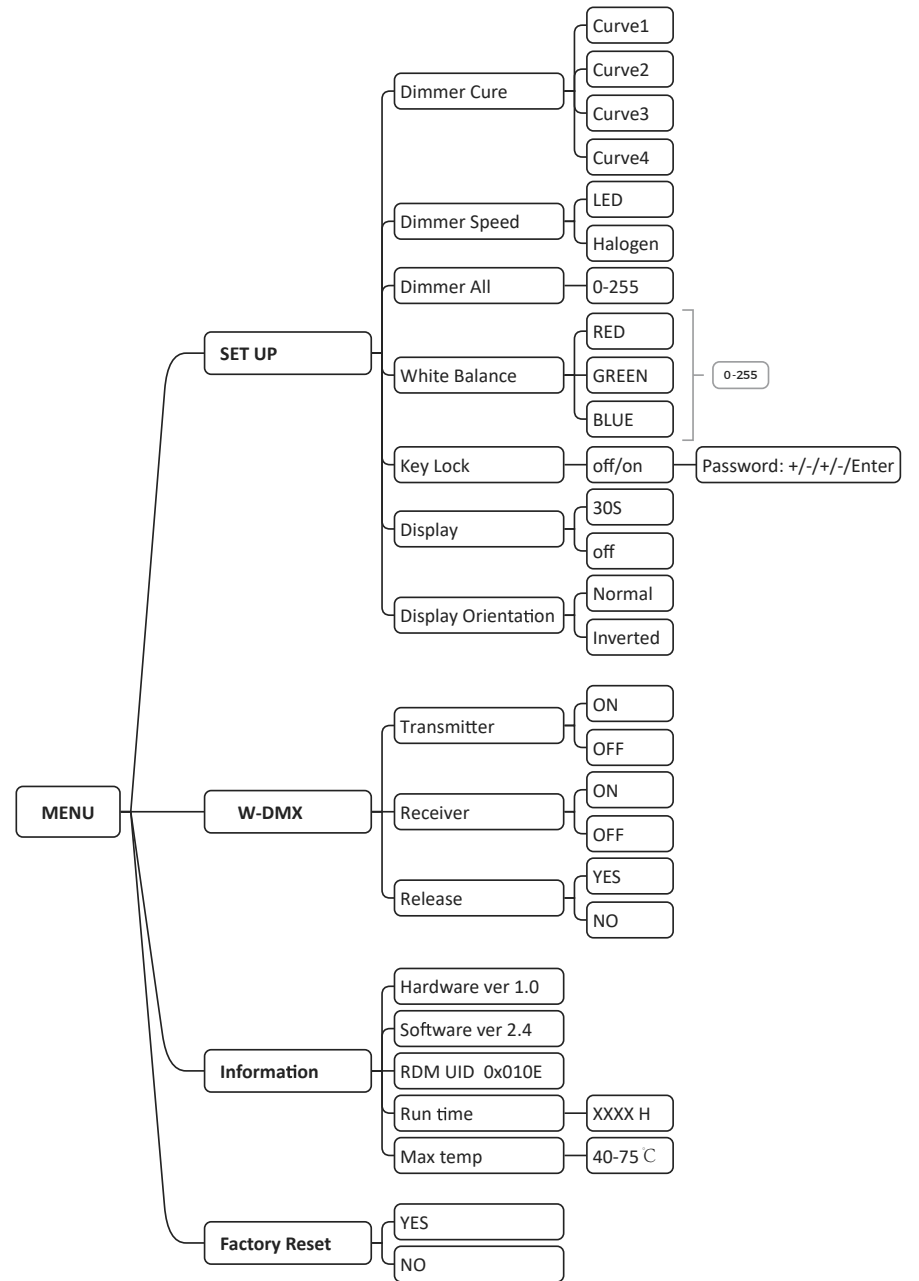 Curve1
Curve2
Dimmer Cure
Curve3
Curve4
LED
Dimmer Speed
Halogen
Dimmer All
0-255
RED
SET UP
White Balance
GREEN
0-255
BLUE
Key Lock
off/on
Password: +/-/+/-/Enter
30S
Display
off
Normal
Display Orientation
Inverted
ON
Transmitter
OFF
MENU
W-DMX
Receiver
ON
OFF
YES
Release
NO
Hardware ver 1.0
Software ver 2.4
Information
RDM UID 0x010E
Run time
XXXX H
Max temp
40-75℃
YES
Factory Reset
NO